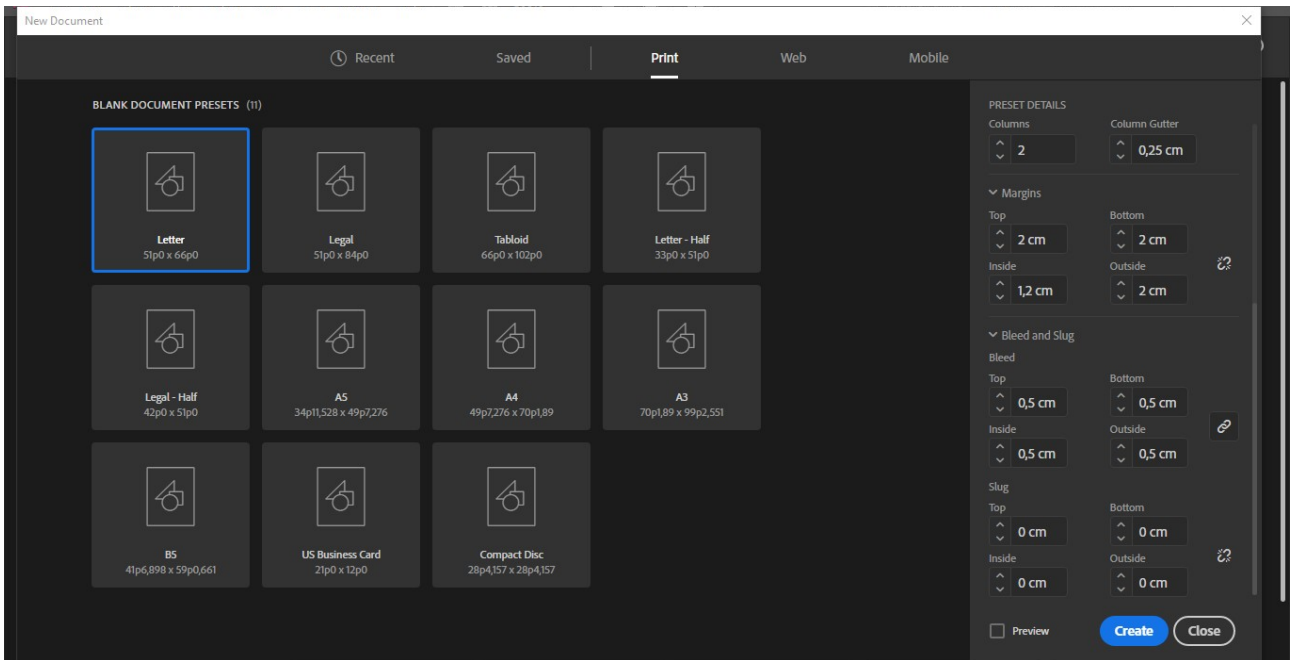 New Document
Recent Saved Print Web Mobile
BLANK DOCUMENT PRESETS (11)
Letter
51p0 x 66p0
Legal
51p0 x 84p0
Tabloid
66p0 x 102p0
Letter - Half
33p0 x 51p0
Legal - Half
42p0 x 51p0
A5
34p11,528 x 49p7,276
A4
49p7,276 x 70p1,89
A3
70p1,89 x 99p2,551
B5
41p6,898 x 59p0,661
US Business Card
21p0 x 12p0
Compact Disc
28p4,157 x 28p4,157
PRESET DETAILS
Columns Column Gutter
2 0,25 cm
Margins
Top Bottom
2 cm 2 cm
Inside Outside
1,2 cm 2 cm
Bleed and Slug
Bleed
Top Bottom
0,5 cm 0,5 cm
Inside Outside
0,5 cm 0,5 cm
Slug
Top Bottom
0 cm 0 cm
Inside Outside
0 cm 0 cm
Preview Create Close